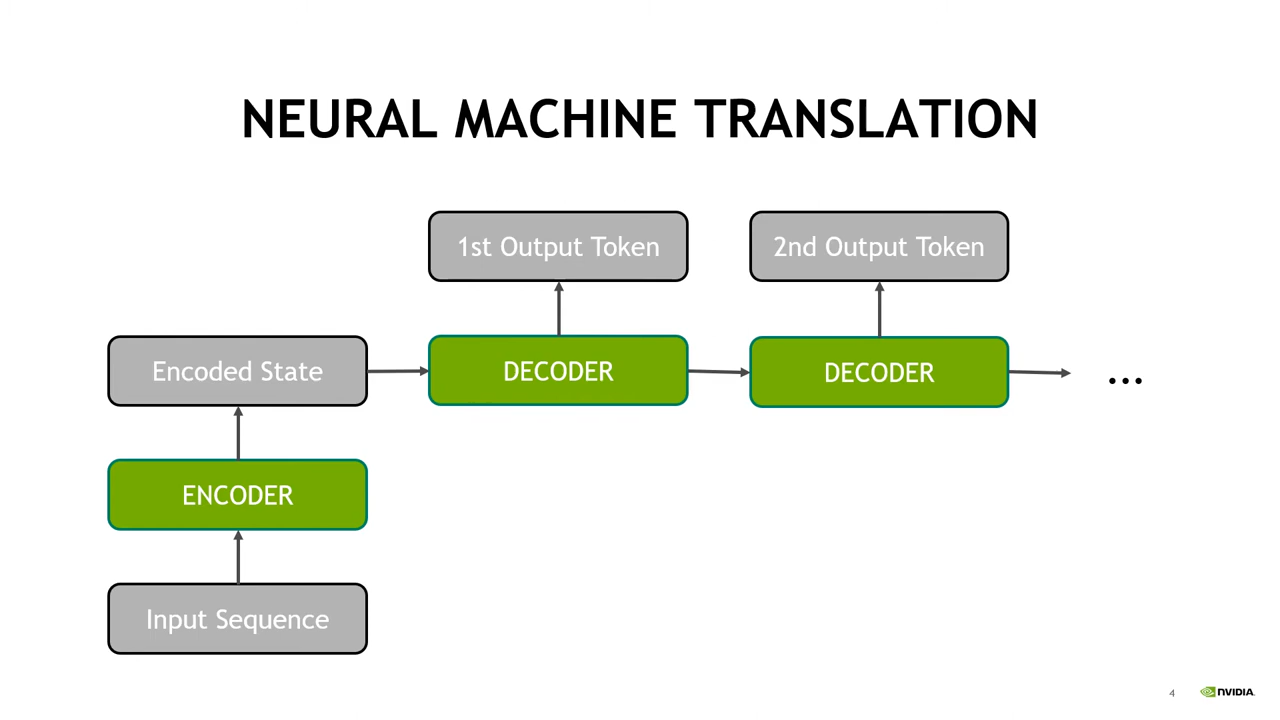 NEURAL MACHINE TRANSLATION
1st Output Token
2nd Output Token
Encoded State
DECODER
DECODER
...
ENCODER
Input Sequence
4
NVIDIA.